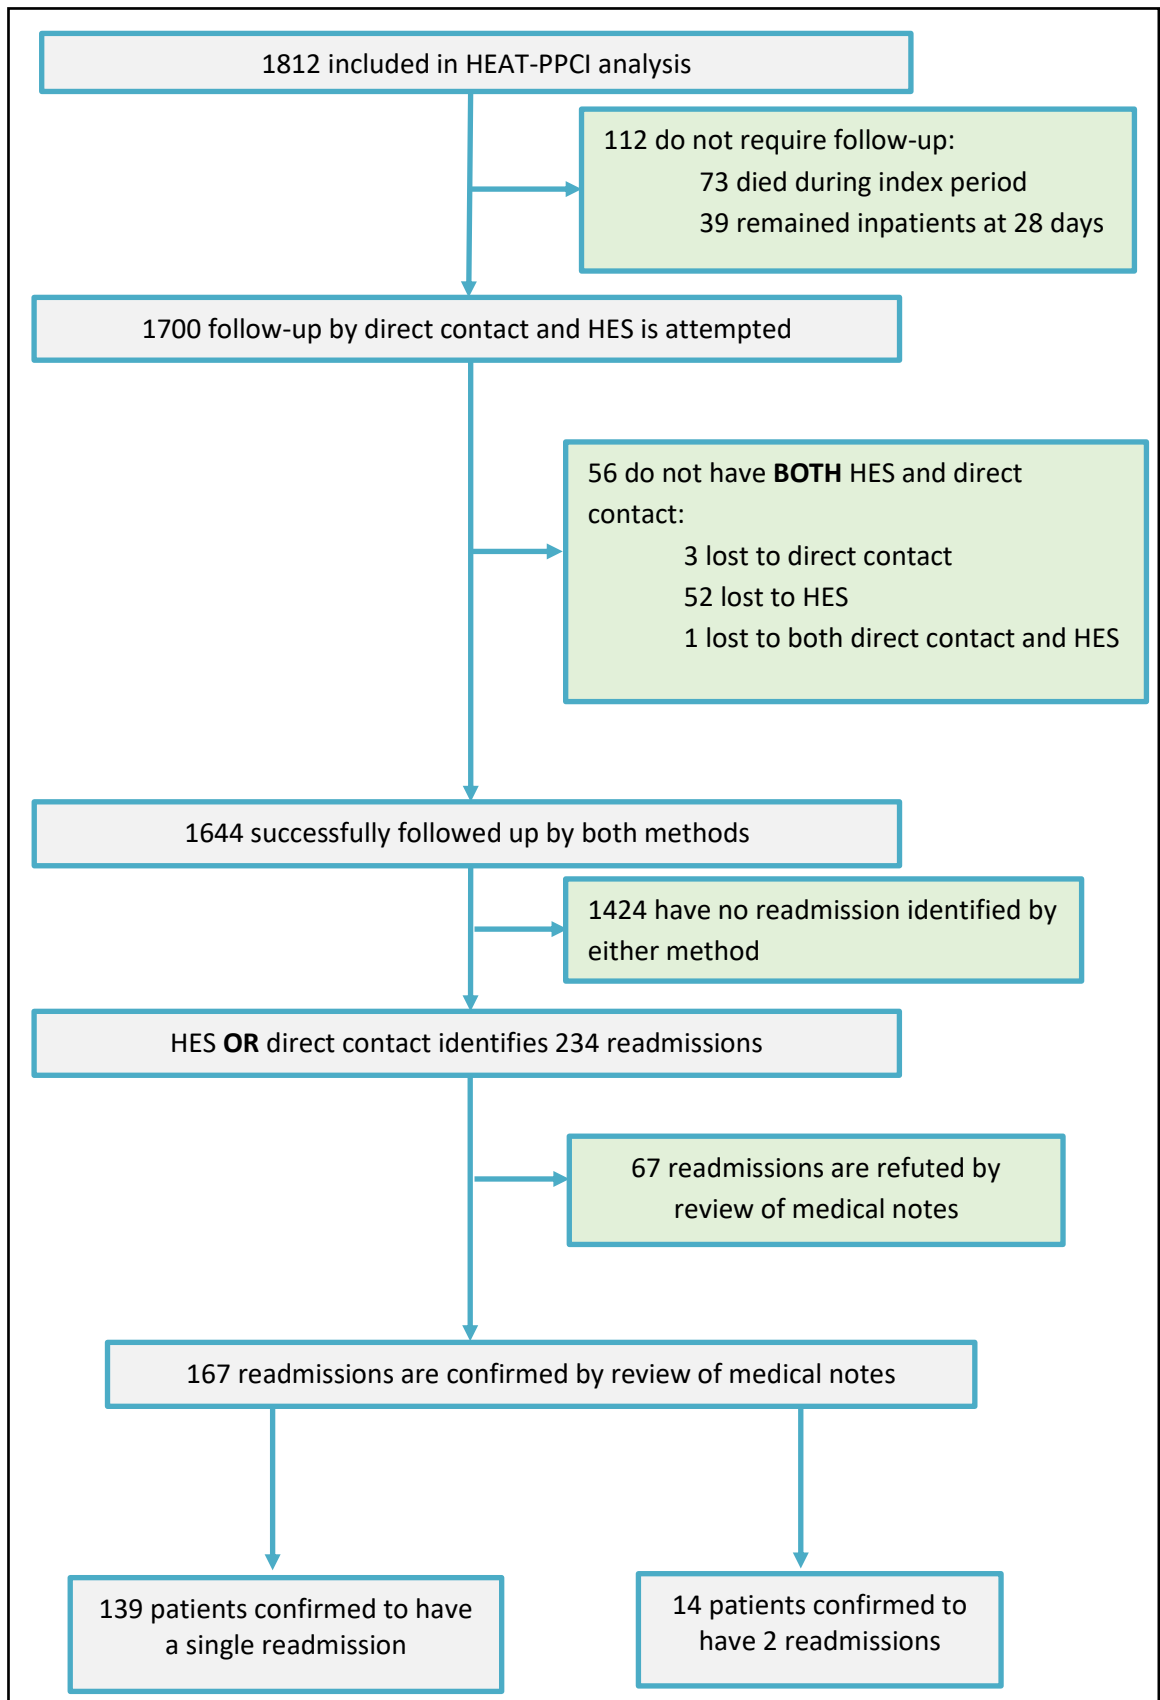 1812 included in HEAT-PPCI analysis
112 do not require follow-up:
73 died during index period
39 remained inpatients at 28 days
1700 follow-up by direct contact and HES is attempted
56 do not have BOTH HES and direct
contact:
3 lost to direct contact
52 lost to HES
1 lost to both direct contact and HES
1644 successfully followed up by both methods
1424 have no readmission identified by
either method
HES OR direct contact identifies 234 readmissions
67 readmissions are refuted by
review of medical notes
167 readmissions are confirmed by review of medical notes
139 patients confirmed to have
a single readmission
14 patients confirmed to
have 2 readmissions